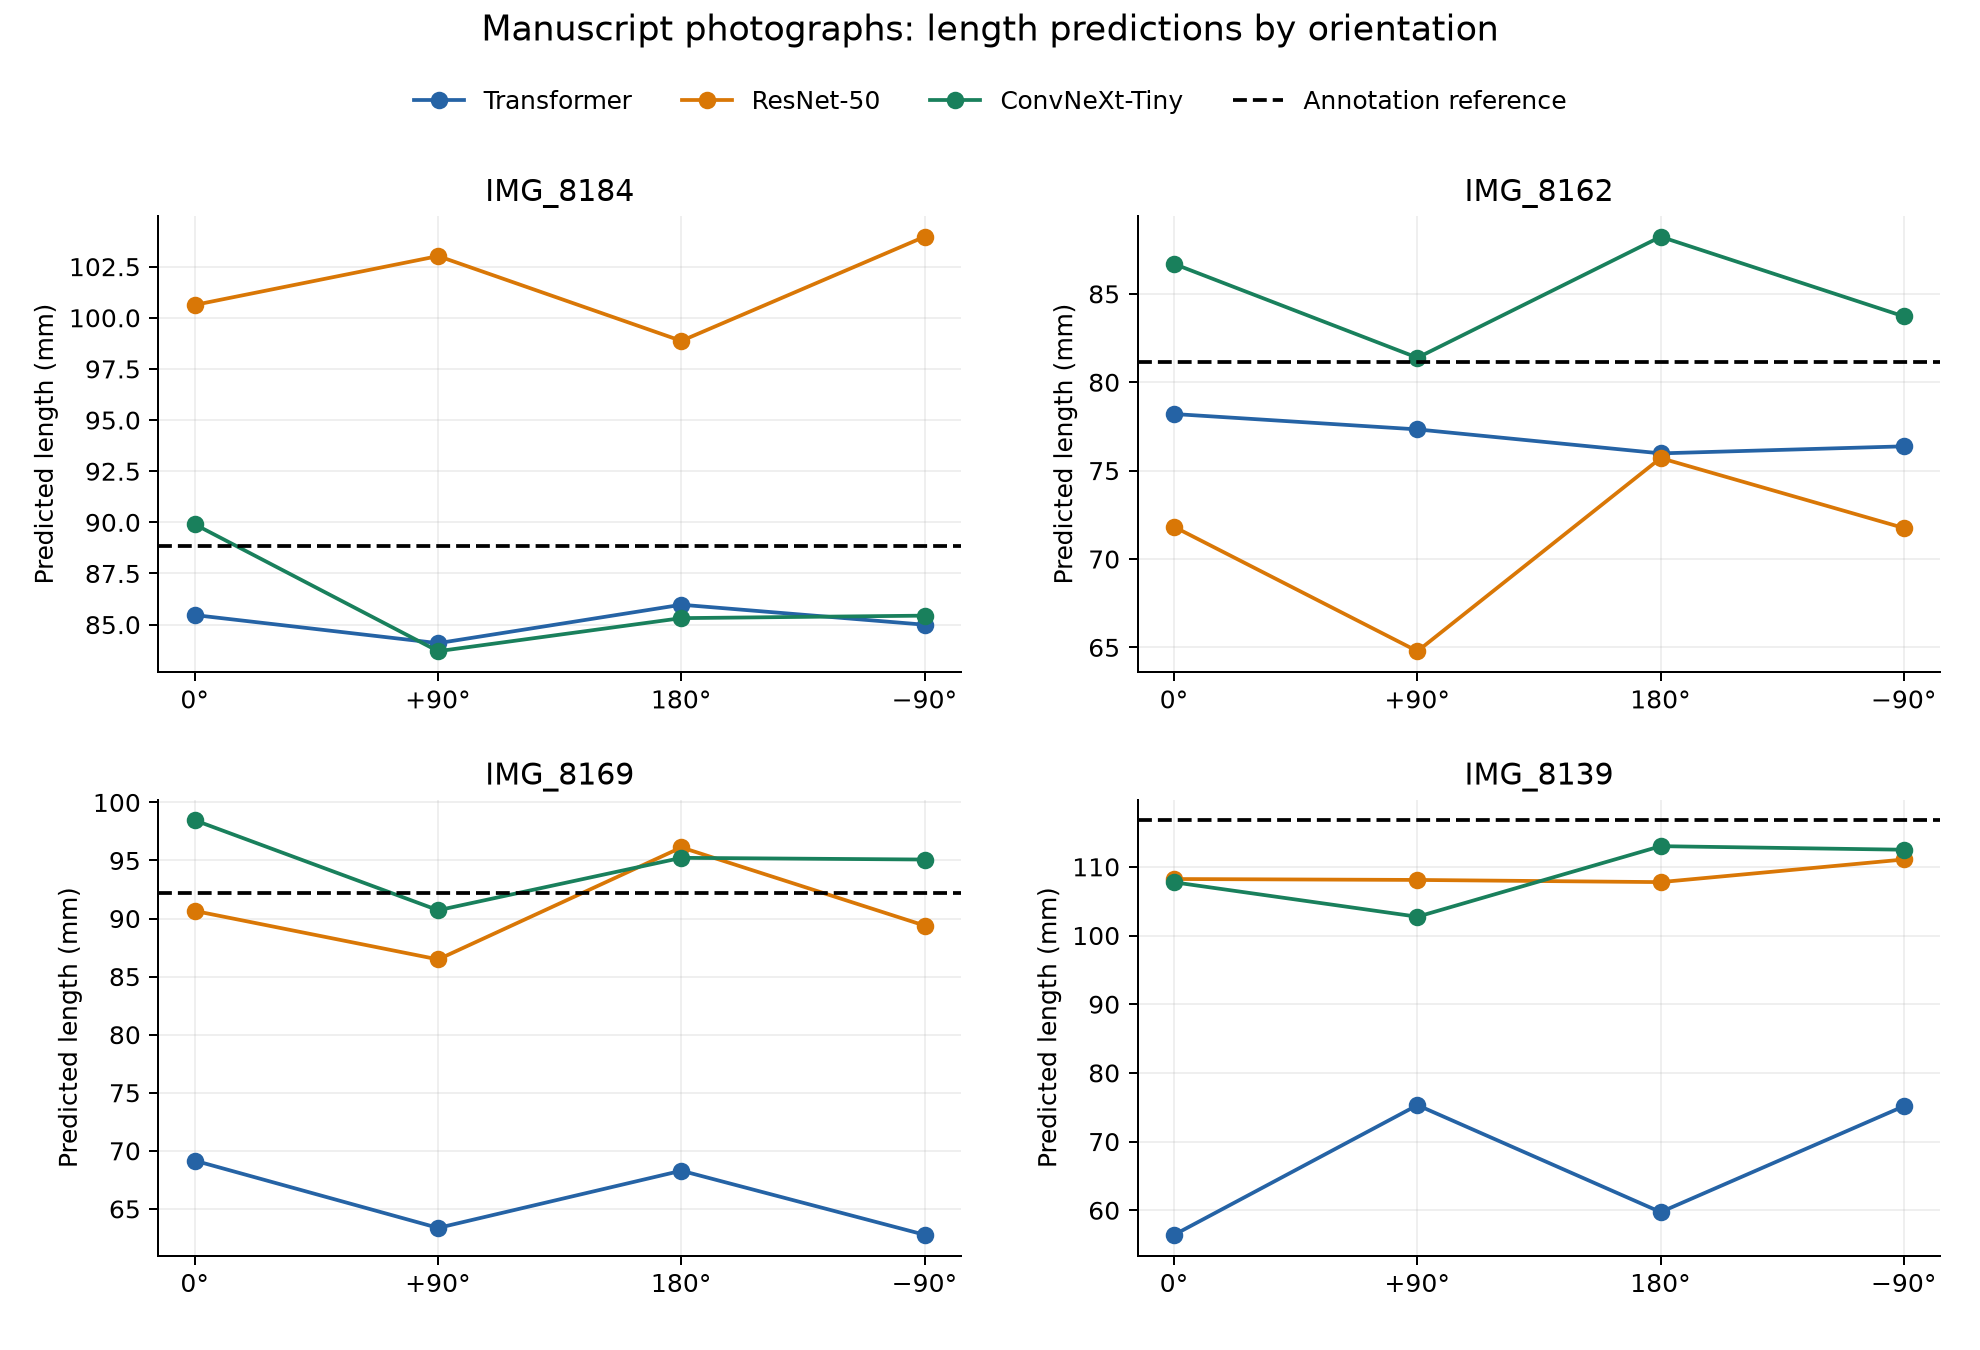 Manuscript photographs: length predictions by orientation
Transformer ResNet-50 ConvNeXt-Tiny Annotation reference
IMG_8184
Predicted length (mm)
102.5
100.0
97.5
95.0
92.5
90.0
87.5
85.0
0° +90° 180° −90°
IMG_8162
Predicted length (mm)
85
80
75
70
65
0° +90° 180° −90°
IMG_8169
Predicted length (mm)
100
95
90
85
80
75
70
65
0° +90° 180° −90°
IMG_8139
Predicted length (mm)
110
100
90
80
70
60
0° +90° 180° −90°